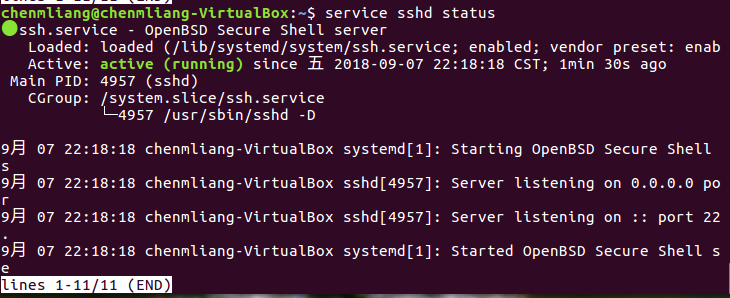 chenmliang@chenmliang-VirtualBox:~$ service sshd status
●ssh.service - OpenBSD Secure Shell server
   Loaded: loaded (/lib/systemd/system/ssh.service; enabled; vendor preset: enab
   Active: active (running) since 五 2018-09-07 22:18:18 CST; 1min 30s ago
 Main PID: 4957 (sshd)
   CGroup: /system.slice/ssh.service
           └─4957 /usr/sbin/sshd -D
9月 07 22:18:18 chenmliang-VirtualBox systemd[1]: Starting OpenBSD Secure Shell
s
9月 07 22:18:18 chenmliang-VirtualBox sshd[4957]: Server listening on 0.0.0.0 po
r
9月 07 22:18:18 chenmliang-VirtualBox sshd[4957]: Server listening on :: port 22
.
9月 07 22:18:18 chenmliang-VirtualBox systemd[1]: Started OpenBSD Secure Shell s
e
lines 1-11/11 (END)